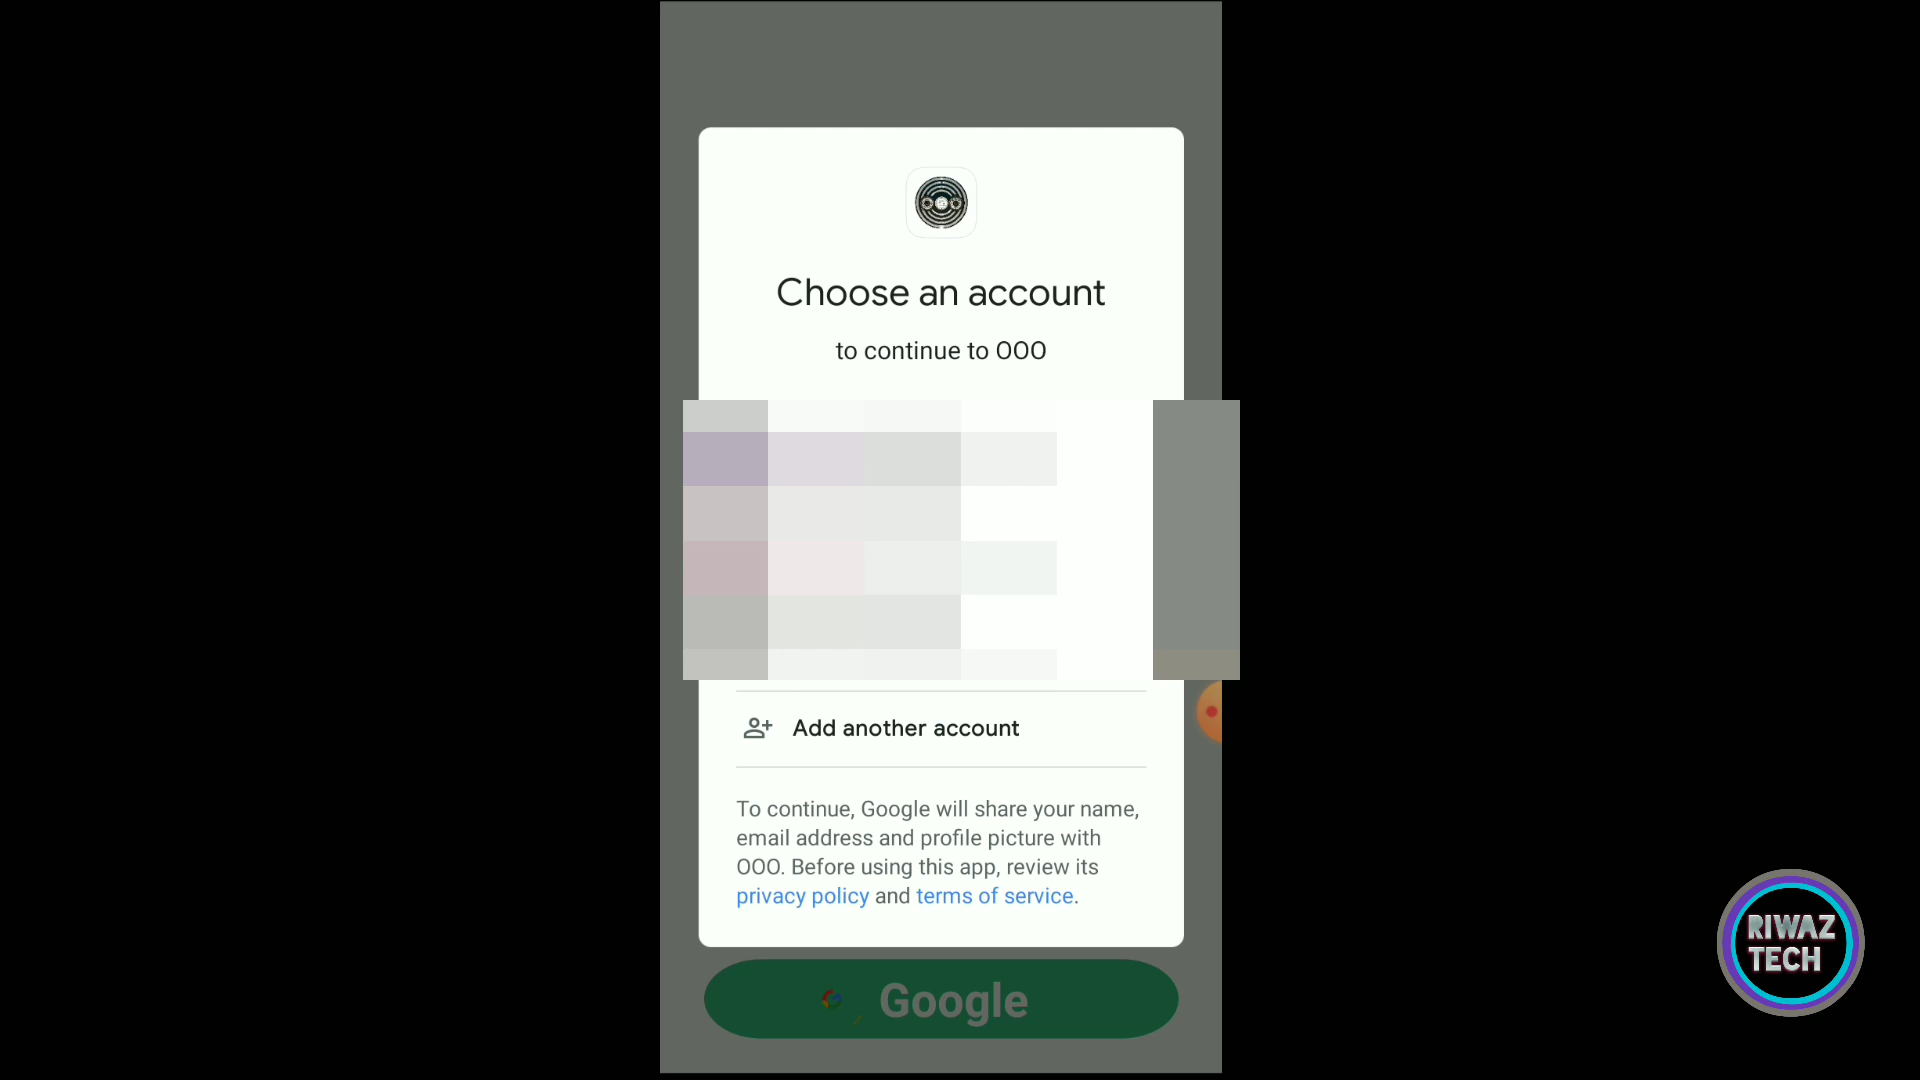 Choose an account
to continue to OOO
Add another account
To continue, Google will share your name,
email address and profile picture with
OOO. Before using this app, review its
privacy policy and terms of service.
Google
RIWAZ
TECH